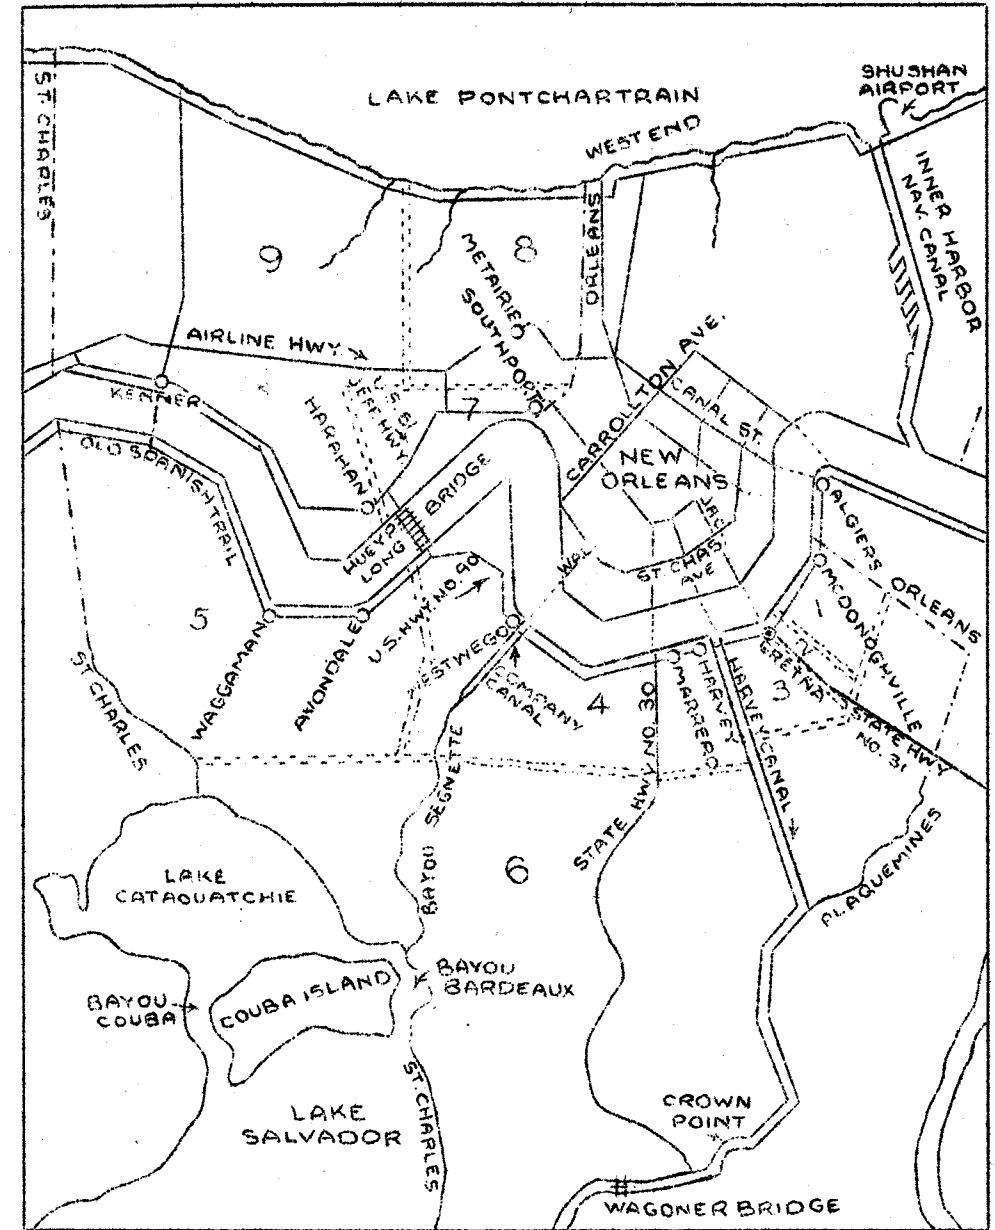 SHUSHAN
AIRPORT
LAKE PONTCHARTRAIN
WEST END
ST. CHARLES
INNER HARBOR
NAV. CANAL
ORLEANS
9
8
METAIRIE
SOUTHPORT
AIRLINE HWY
CARROLLTON AVE.
KENNER
JEFF HWY
7
CANAL ST.
HARAHAN
OLD SPANISH TRAIL
NEW
ORLEANS
BRIDGE
HUEY P.
LONG
ALGIERS
ST. CHAS.
AVE
ORLEANS
U.S. HWY. NO. 90
MCDONOGHVILLE
5
WAGGAMAN
AVONDALE
WESTWEGO
GRETNA
2
1
3
ST. CHARLES
COMPANY
CANAL
4
MARRERO
HARVEY
HARVEY CANAL
STATE HWY
NO. 31
STATE HWY NO. 30
BAYOU SEGNETTE
6
PLAQUEMINES
LAKE
CATAOUATCHIE
BAYOU
COUBA
COUBA ISLAND
BAYOU
BARDEAUX
ST. CHARLES
LAKE
SALVADOR
CROWN
POINT
WAGONER BRIDGE